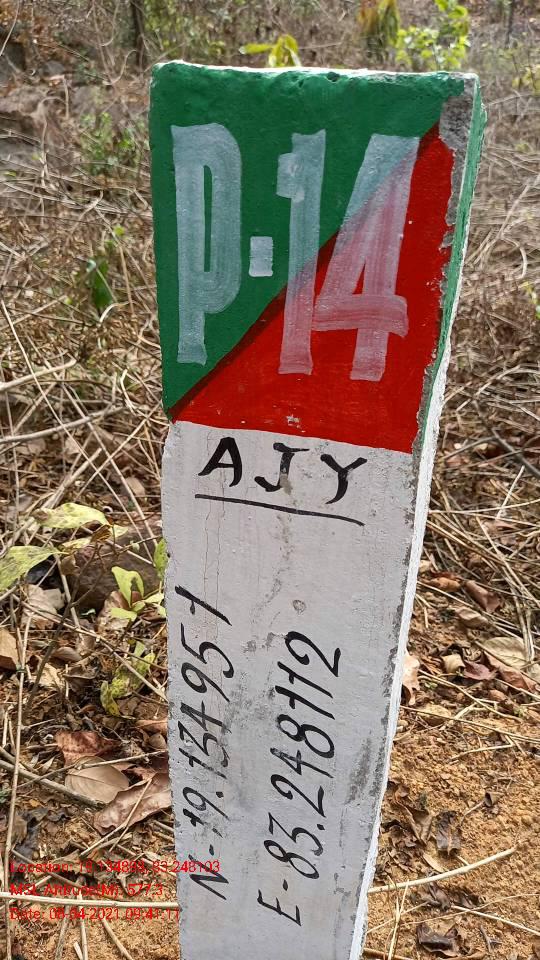 P-14
AJY
N-19.134951
E-83.248112
Location: 19.134893, 83.248103
MSL Altitude(M): 577.3
Date: 08-04-2021 09:41:11